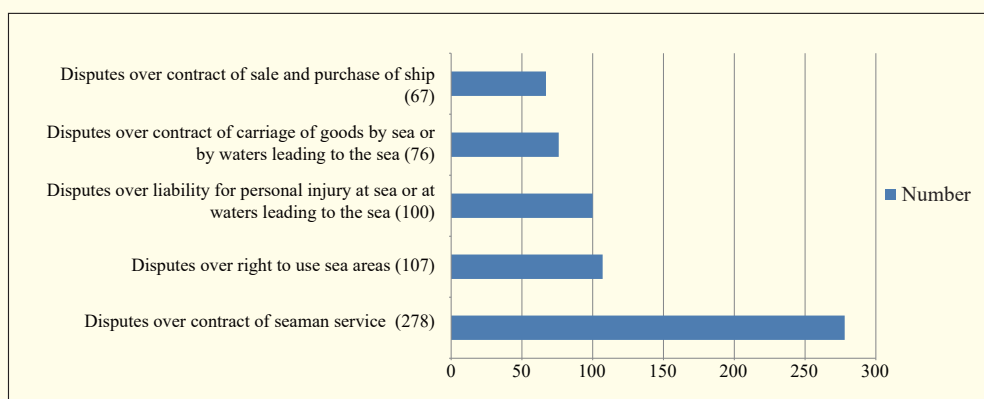 Disputes over contract of sale and purchase of ship
(67)
Disputes over contract of carriage of goods by sea or
by waters leading to the sea (76)
Disputes over liability for personal injury at sea or at
waters leading to the sea (100)
Disputes over right to use sea areas (107)
Disputes over contract of seaman service (278)
Number
0 50 100 150 200 250 300